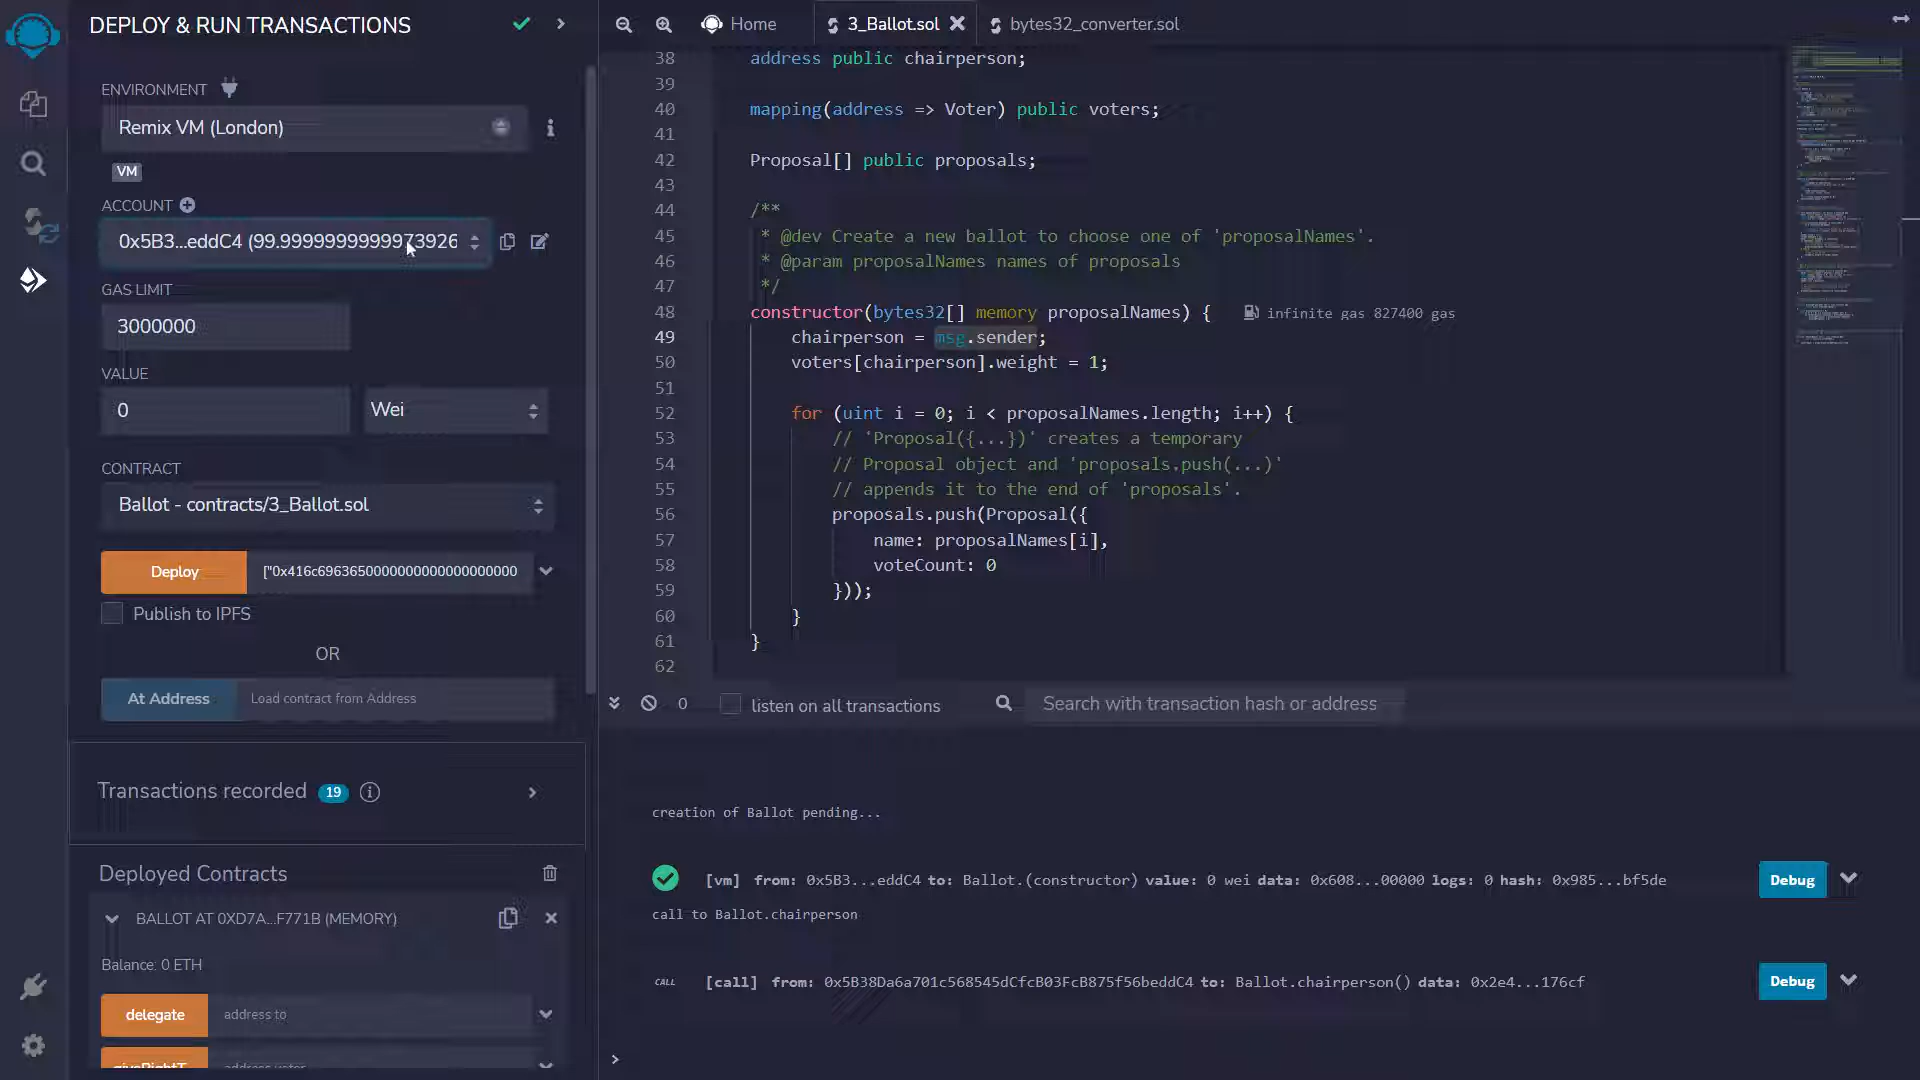 DEPLOY & RUN TRANSACTIONS
ENVIRONMENT
Remix VM (London)
VM
ACCOUNT
0x5B3...eddC4 (99.9999999999973926
GAS LIMIT
3000000
VALUE
0
Wei
CONTRACT
Ballot - contracts/3_Ballot.sol
Deploy
["0x416c696365000000000000000000
Publish to IPFS
OR
At Address
Load contract from Address
Transactions recorded 19
Deployed Contracts
BALLOT AT 0XD7A...F771B (MEMORY)
Balance: 0 ETH
delegate
address to
Home
3_Ballot.sol
bytes32_converter.sol
38 address public chairperson;
39
40 mapping(address => Voter) public voters;
41
42 Proposal[] public proposals;
43
44 /**
45 * @dev Create a new ballot to choose one of 'proposalNames'.
46 * @param proposalNames names of proposals
47 */
48 constructor(bytes32[] memory proposalNames) { infinite gas 827400 gas
49 chairperson = msg.sender;
50 voters[chairperson].weight = 1;
51
52 for (uint i = 0; i < proposalNames.length; i++) {
53 // 'Proposal({...})' creates a temporary
54 // Proposal object and 'proposals.push(...)'
55 // appends it to the end of 'proposals'.
56 proposals.push(Proposal({
57 name: proposalNames[i],
58 voteCount: 0
59 }));
60 }
61 }
62
0
listen on all transactions
Search with transaction hash or address
creation of Ballot pending...
[vm] from: 0x5B3...eddC4 to: Ballot.(constructor) value: 0 wei data: 0x608...00000 logs: 0 hash: 0x985...bf5de
Debug
call to Ballot.chairperson
CALL [call] from: 0x5B38Da6a701c568545dCfcB03FcB875f56beddC4 to: Ballot.chairperson() data: 0x2e4...176cf
Debug
>